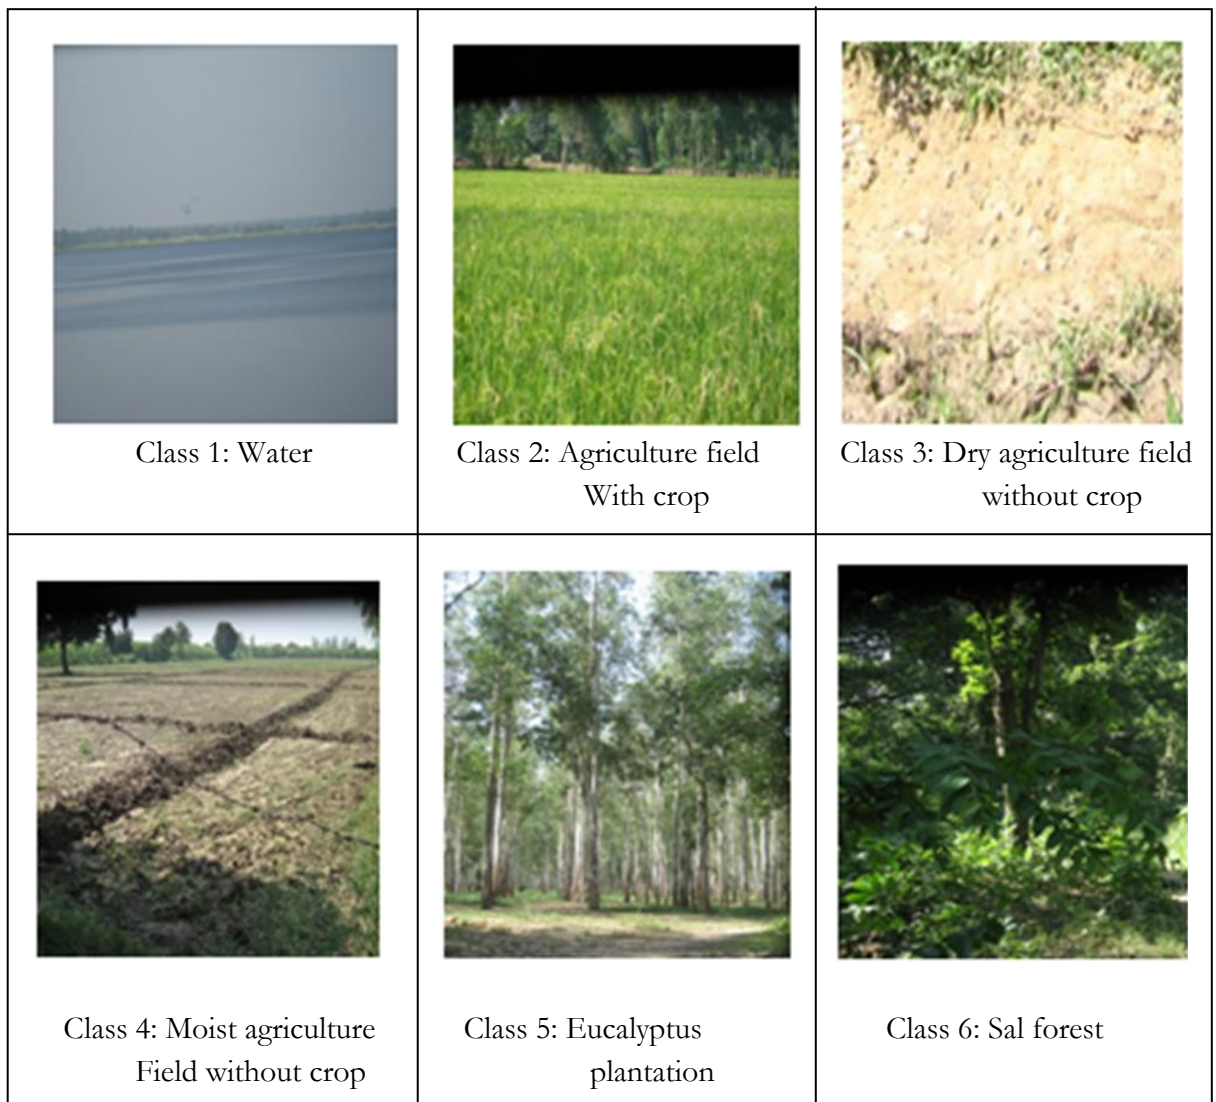 Class 1: Water
Class 2: Agriculture field
With crop
Class 3: Dry agriculture field
without crop
Class 4: Moist agriculture
Field without crop
Class 5: Eucalyptus
plantation
Class 6: Sal forest